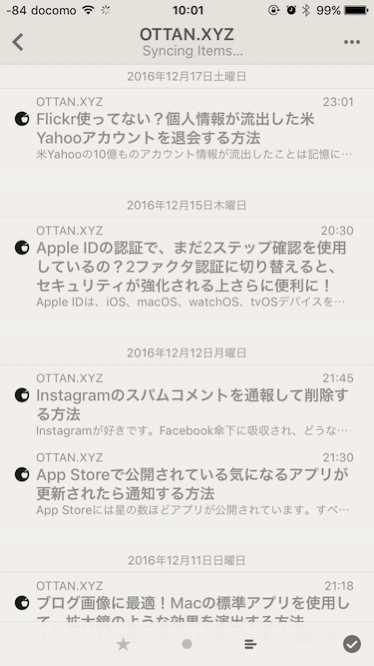 -84 docomo 10:01 99%
OTTAN.XYZ
Syncing Items...
2016年12月17日土曜日
OTTAN.XYZ 23:01
Flickr使ってない？個人情報が流出した米
Yahooアカウントを退会する方法
米Yahooの10億ものアカウント情報が流出したことは記憶に…
2016年12月15日木曜日
OTTAN.XYZ 20:30
Apple IDの認証で、まだ2ステップ確認を使用
しているの？2ファクタ認証に切り替えると、
セキュリティが強化される上さらに便利に！
Apple IDは、iOS、macOS、watchOS、tvOSデバイスを…
2016年12月12日月曜日
OTTAN.XYZ 21:45
Instagramのスパムコメントを通報して削除す
る方法
Instagramが好きです。Facebook傘下に吸収され、どうな…
OTTAN.XYZ 21:30
App Storeで公開されている気になるアプリが
更新されたら通知する方法
App Storeには星の数ほどアプリが公開されています。すべ…
2016年12月11日日曜日
OTTAN.XYZ 21:18
ブログ画像に最適！Macの標準アプリを使用し
て、拡大鏡のような効果を演出する方法